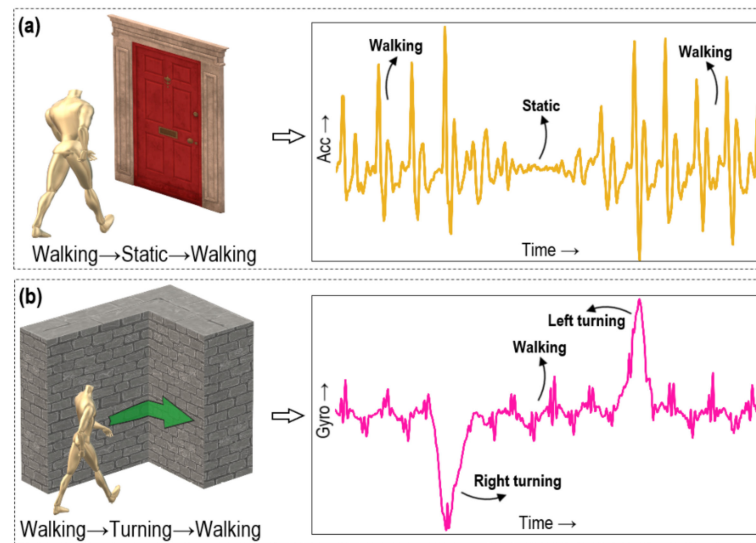 (a)
Walking→Static→Walking
Acc →
Walking
Static
Walking
Time →
(b)
Walking→Turning→Walking
Gyro→
Left turning
Walking
Right turning
Time →